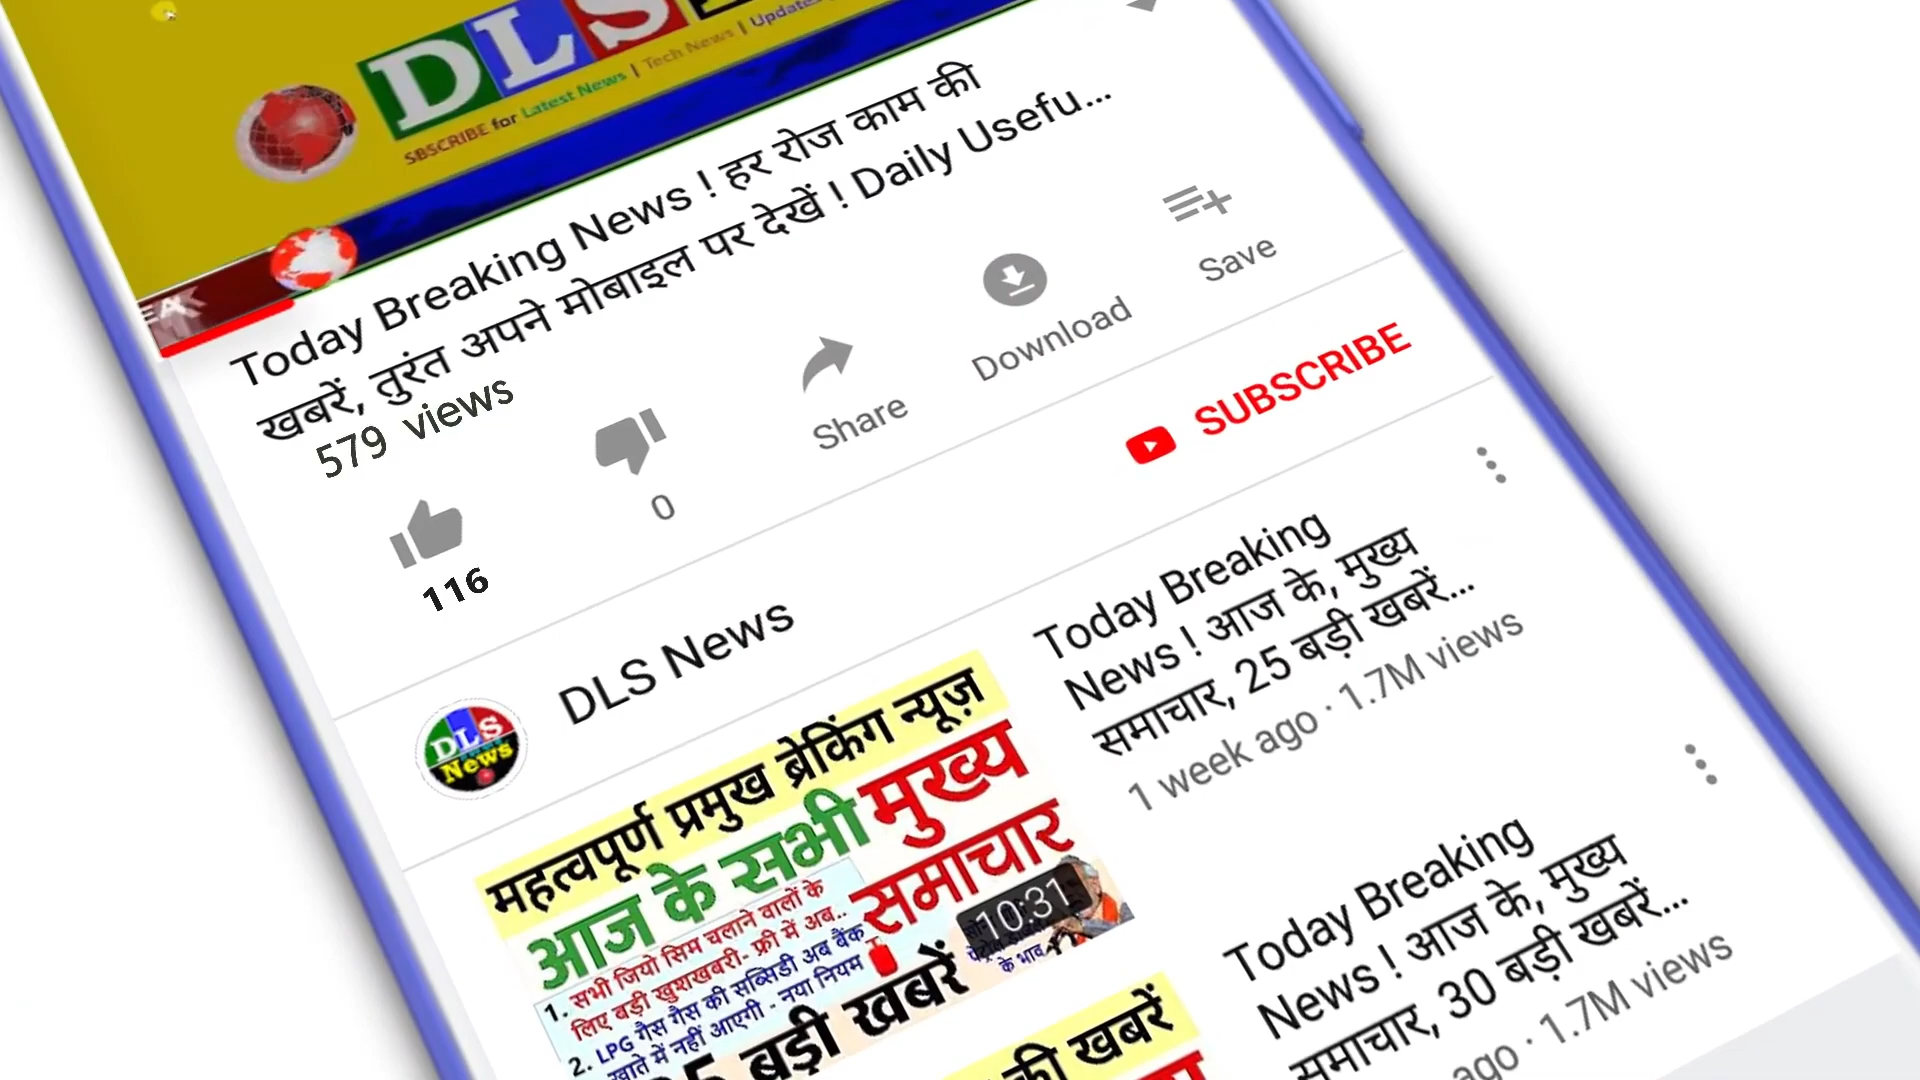 DLS
SBSCRIBE for Latest News | Tech News | Updates
Today Breaking News ! हर रोज काम की
खबरें, तुरंत अपने मोबाइल पर देखें ! Daily Usefu...
579 views
116
0
Share
Download
Save
DLS News
SUBSCRIBE
DLS
News
Today Breaking
News ! आज के, मुख्य
समाचार, 25 बड़ी खबरें...
1 week ago · 1.7M views
महत्वपूर्ण प्रमुख ब्रेकिंग न्यूज़
आज के सभी मुख्य
समाचार
1. सभी जियो सिम चलाने वालों के
लिए बड़ी खुशखबरी- फ्री में अब..
2. LPG गैस गैस की सब्सिडी अब बैंक
खाते में नहीं आएगी - नया नियम
के भाव
10:31
बड़ी खबरें
Today Breaking
News ! आज के, मुख्य
समाचार, 30 बड़ी खबरें...
ago · 1.7M views
की खबरें